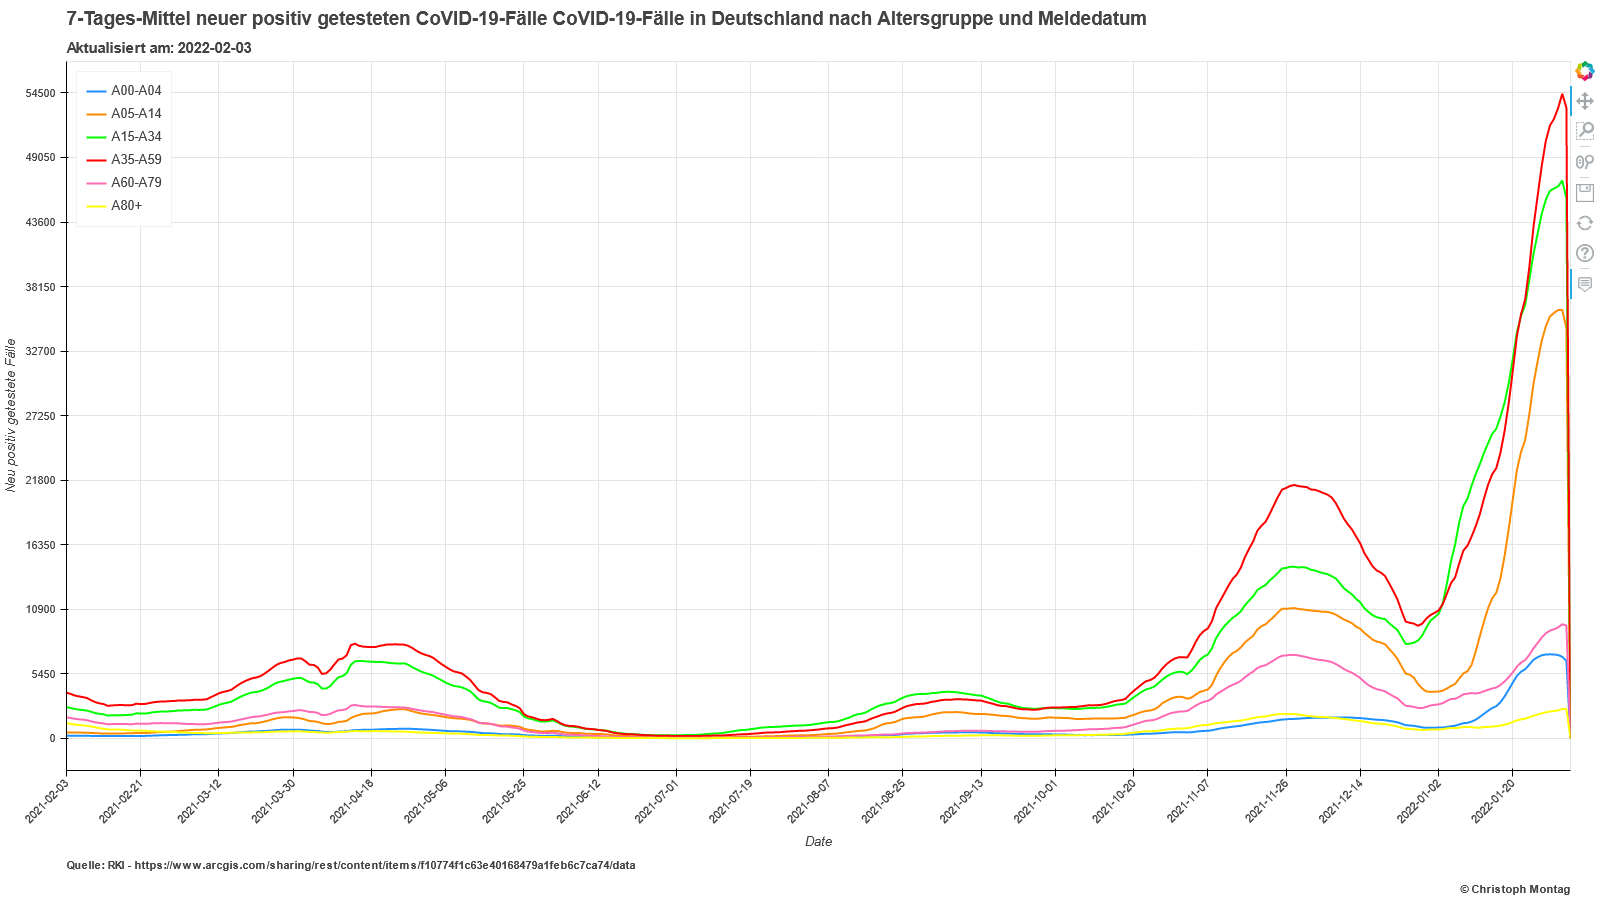 7-Tages-Mittel neuer positiv getesteten CoVID-19-Fälle CoVID-19-Fälle in Deutschland nach Altersgruppe und Meldedatum
Aktualisiert am: 2022-02-03
A00-A04
A05-A14
A15-A34
A35-A59
A60-A79
A80+
54500
49050
43600
38150
32700
27250
21800
16350
10900
5450
0
Neu positiv getestete Fälle
2021-02-03
2021-02-21
2021-03-12
2021-03-30
2021-04-18
2021-05-06
2021-05-25
2021-06-12
2021-07-01
2021-07-19
2021-08-07
2021-08-25
2021-09-13
2021-10-01
2021-10-20
2021-11-07
2021-11-26
2021-12-14
2022-01-02
2022-01-20
Date
Quelle: RKI - https://www.arcgis.com/sharing/rest/content/items/f10774f1c63e40168479a1feb6c7ca74/data
© Christoph Montag